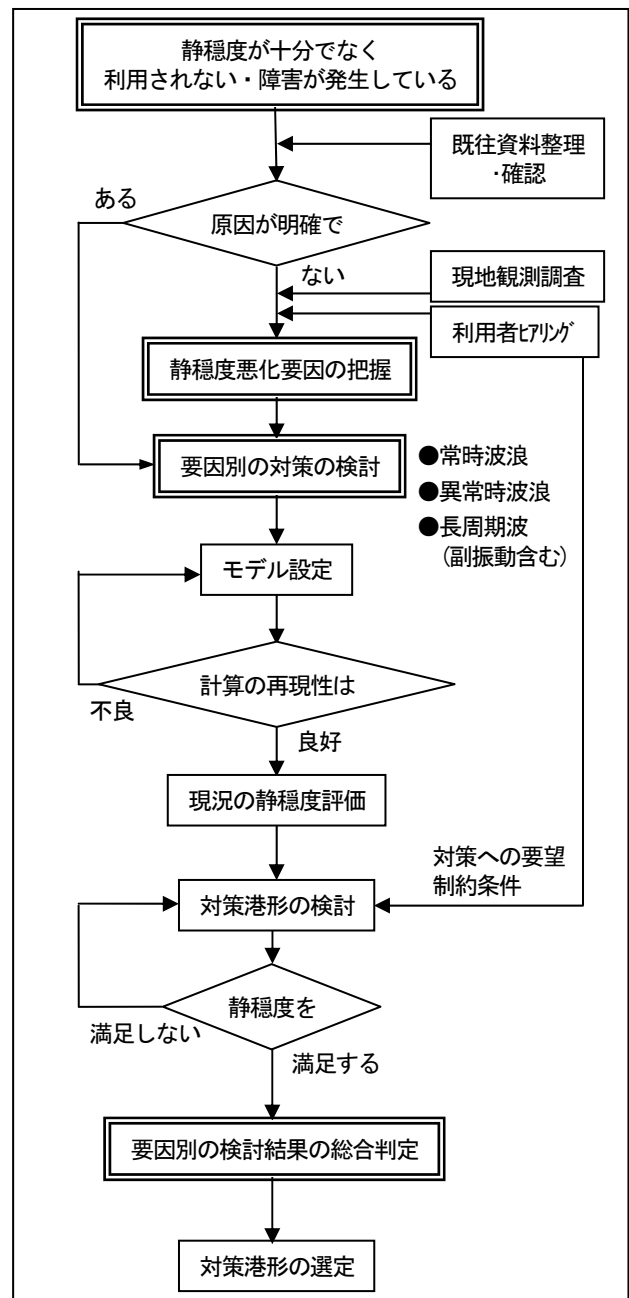 静穏度が十分でなく
利用されない・障害が発生している
既往資料整理
・確認
ある
原因が明確で
ない
現地観測調査
利用者ﾋｱﾘﾝｸﾞ
静穏度悪化要因の把握
要因別の対策の検討
●常時波浪
●異常時波浪
●長周期波
(副振動含む)
モデル設定
計算の再現性は
不良
良好
現況の静穏度評価
対策への要望
制約条件
対策港形の検討
静穏度を
満足しない
満足する
要因別の検討結果の総合判定
対策港形の選定